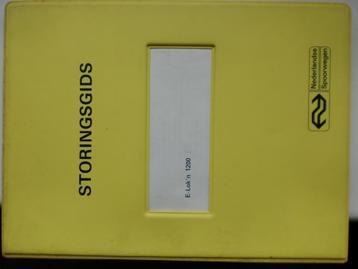 STORINGSGIDS
E-Lok'n 1200
Nederlandse
Spoorwegen